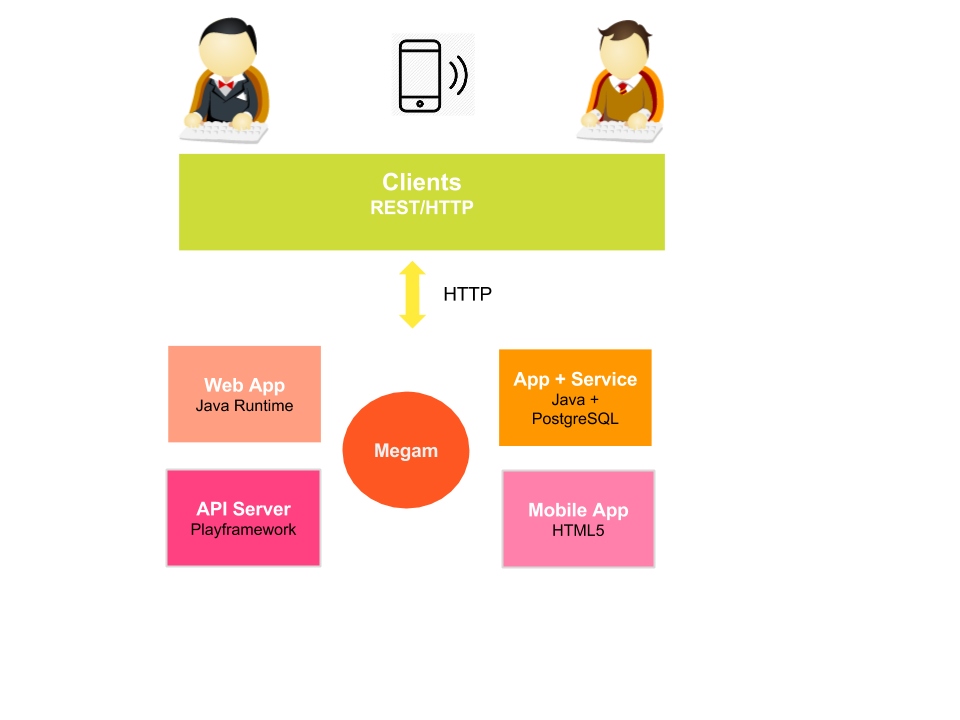 Clients
REST/HTTP
HTTP
Web App
Java Runtime
App + Service
Java +
PostgreSQL
Megam
API Server
Playframework
Mobile App
HTML5